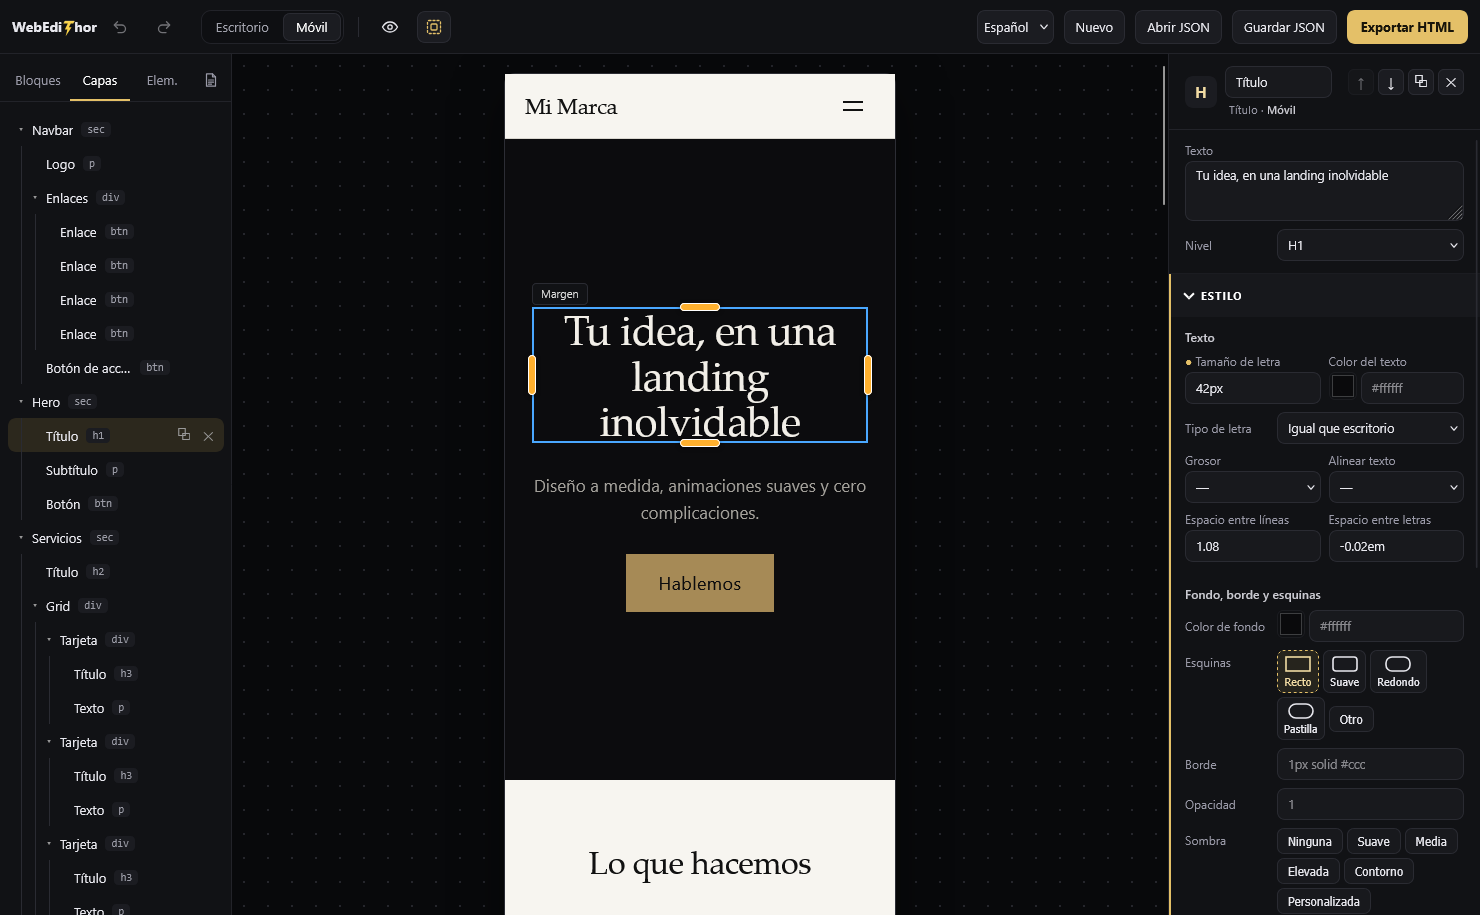 WebEdiThor
Escritorio
Móvil
Español
Nuevo
Abrir JSON
Guardar JSON
Exportar HTML
Bloques
Capas
Elem.
Navbar sec
Logo p
Enlaces div
Enlace btn
Enlace btn
Enlace btn
Enlace btn
Botón de acc... btn
Hero sec
Título h1
Subtítulo p
Botón btn
Servicios sec
Título h2
Grid div
Tarjeta div
Título h3
Texto p
Tarjeta div
Título h3
Texto p
Tarjeta div
Título h3
Texto p
Mi Marca
Margen
Tu idea, en una
landing
inolvidable
Diseño a medida, animaciones suaves y cero
complicaciones.
Hablemos
Lo que hacemos
H
Título
Título · Móvil
Texto
Tu idea, en una landing inolvidable
Nivel
H1
ESTILO
Texto
Tamaño de letra
Color del texto
42px
#ffffff
Tipo de letra
Igual que escritorio
Grosor
Alinear texto
—
—
Espacio entre líneas
Espacio entre letras
1.08
-0.02em
Fondo, borde y esquinas
Color de fondo
#ffffff
Esquinas
Recto
Suave
Redondo
Pastilla
Otro
Borde
1px solid #ccc
Opacidad
1
Sombra
Ninguna
Suave
Media
Elevada
Contorno
Personalizada